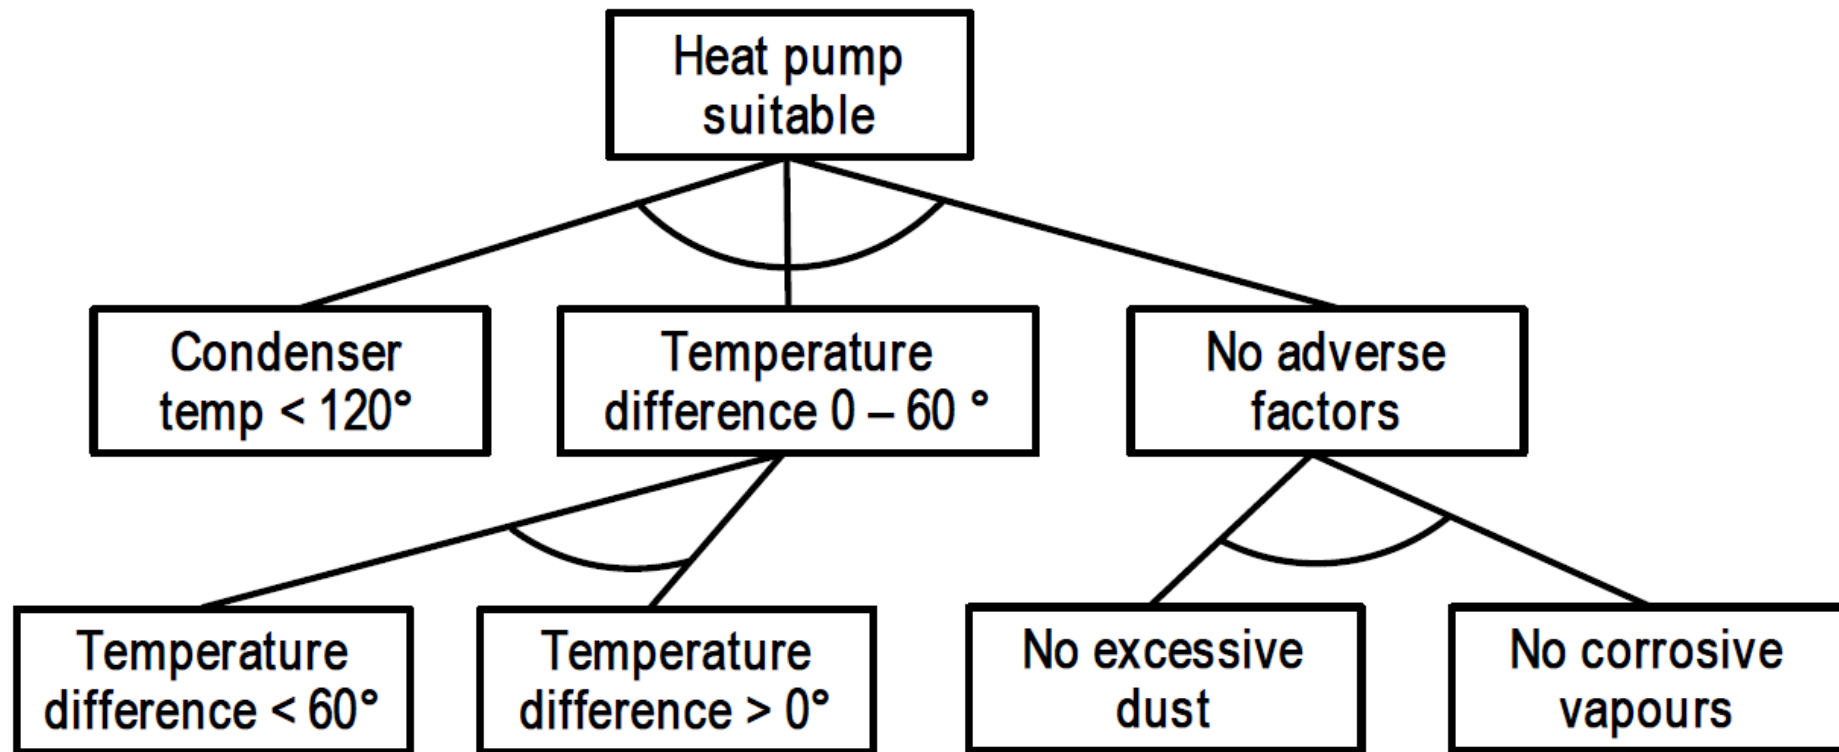 Heat pump
suitable
Condenser
temp < 120°
Temperature
difference 0 – 60 °
No adverse
factors
Temperature
difference < 60°
Temperature
difference > 0°
No excessive
dust
No corrosive
vapours